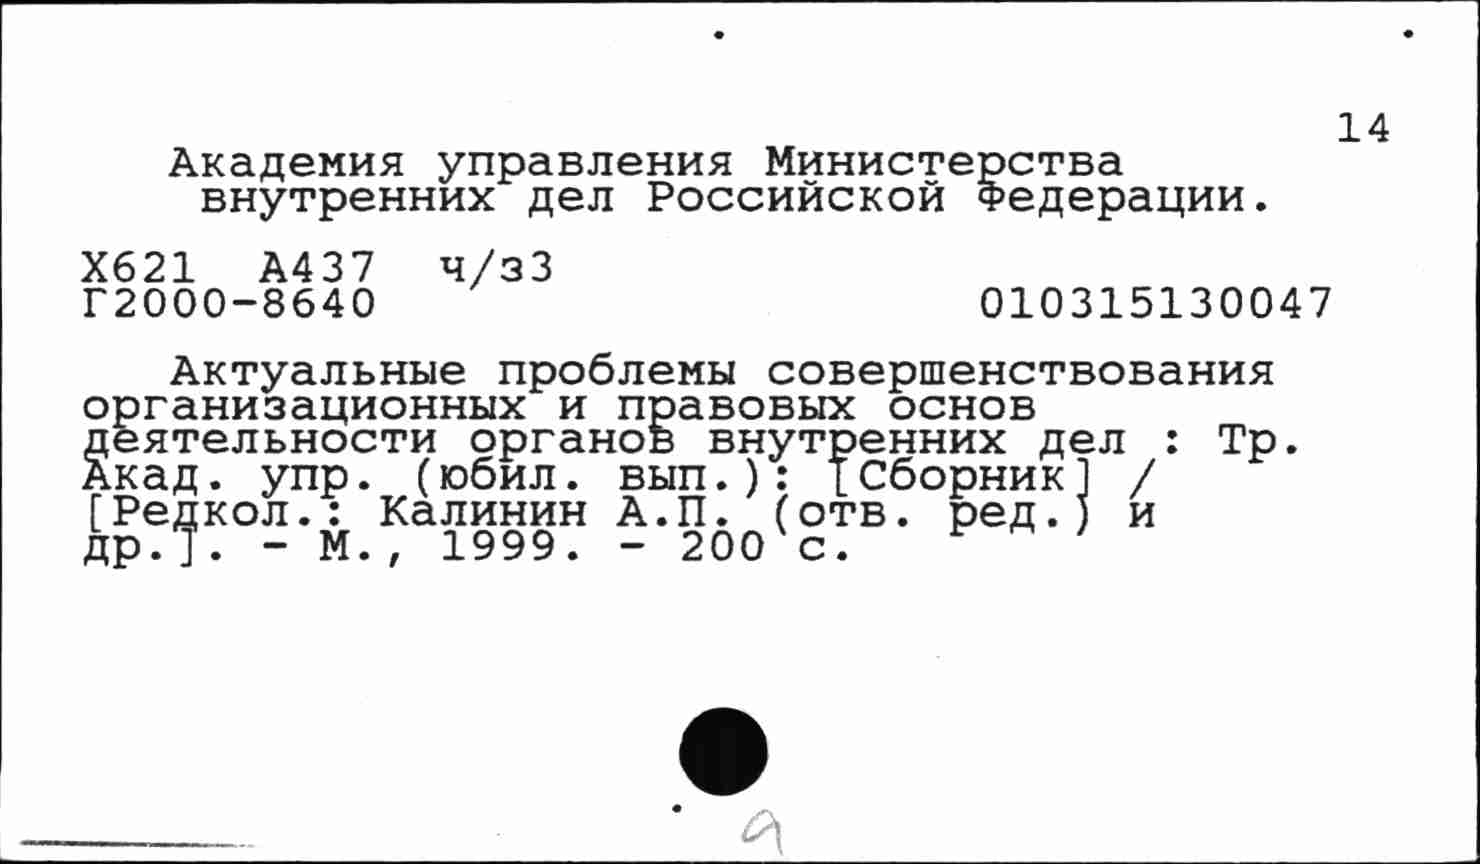 14
Академия управления Министерства
внутренних дел Российской Федерации.
Х621 А437 ч/з3
Г2000-8640 010315130047
Актуальные проблемы совершенствования
организационных и правовых основ
деятельности органов внутренних дел : Тр.
Акад. упр. (юбил. вып.): [Сборник] /
[Редкол.: Калинин А.П. (отв. ред.) и
др.]. - М., 1999. - 200 с.